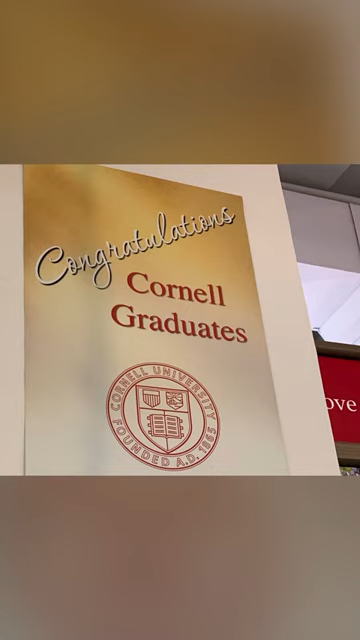 Congratulations
Cornell
Graduates
CORNELL UNIVERSITY
FOUNDED A.D. 1865
ove